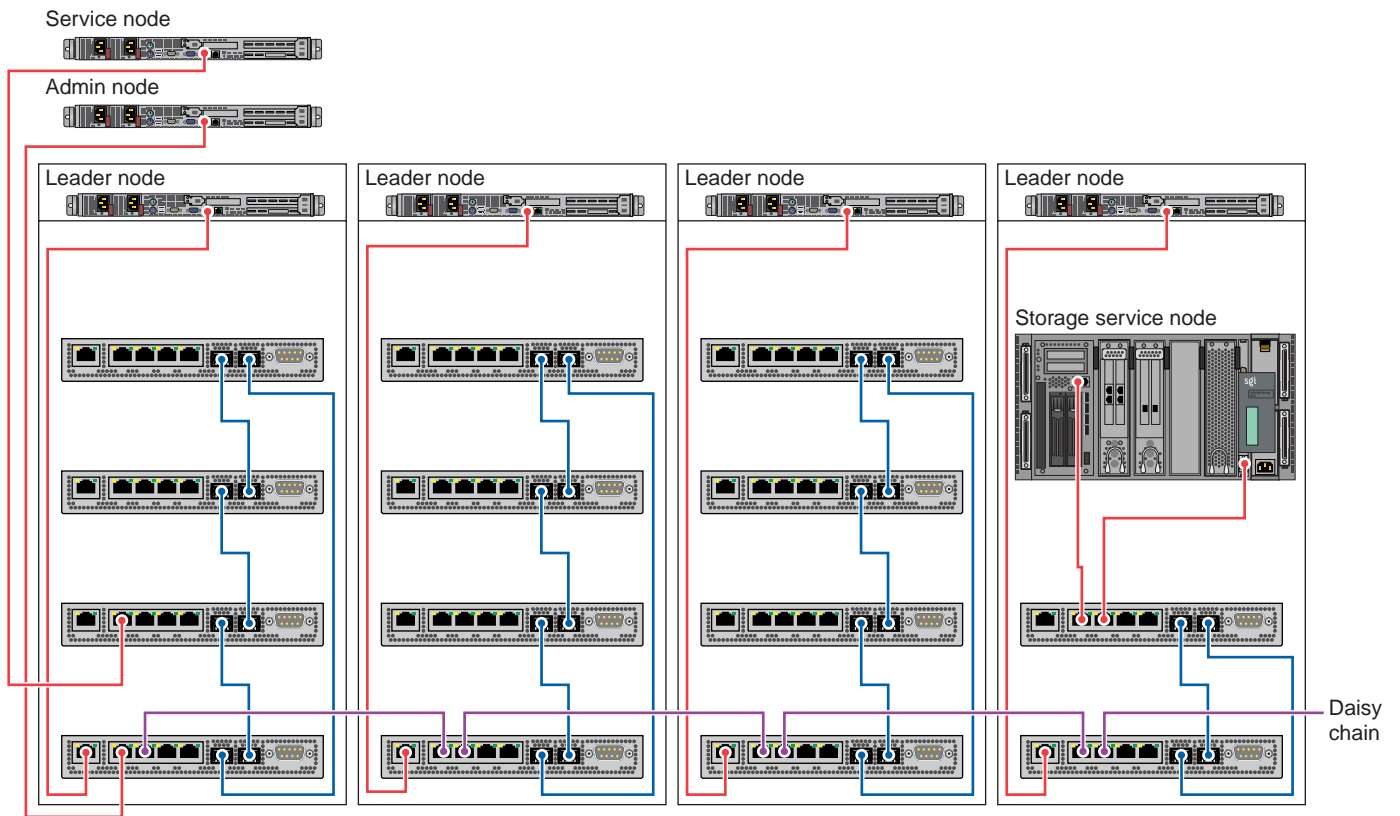 Service node
Admin node
Leader node
Leader node
Leader node
Leader node
Storage service node
sgi
Daisy
chain